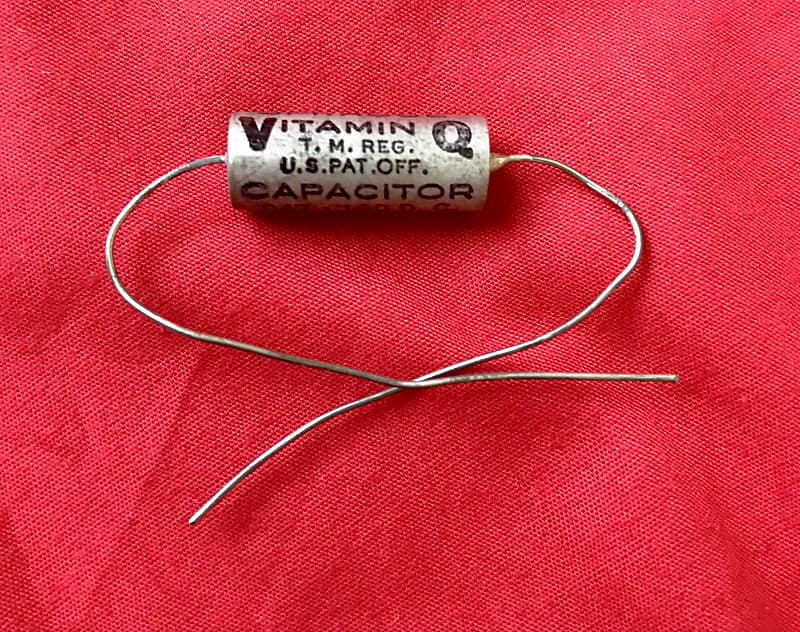 VITAMIN Q
T. M. REG.
U.S. PAT. OFF.
CAPACITOR
D. C.